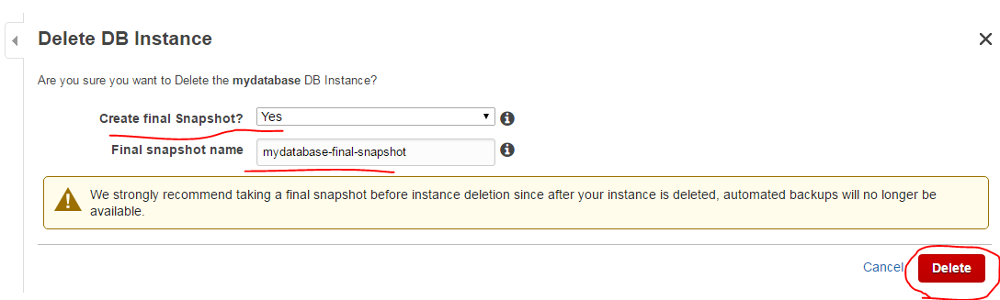 Delete DB Instance
Are you sure you want to Delete the mydatabase DB Instance?
Create final Snapshot? Yes
Final snapshot name mydatabase-final-snapshot
We strongly recommend taking a final snapshot before instance deletion since after your instance is deleted, automated backups will no longer be
available.
Cancel Delete